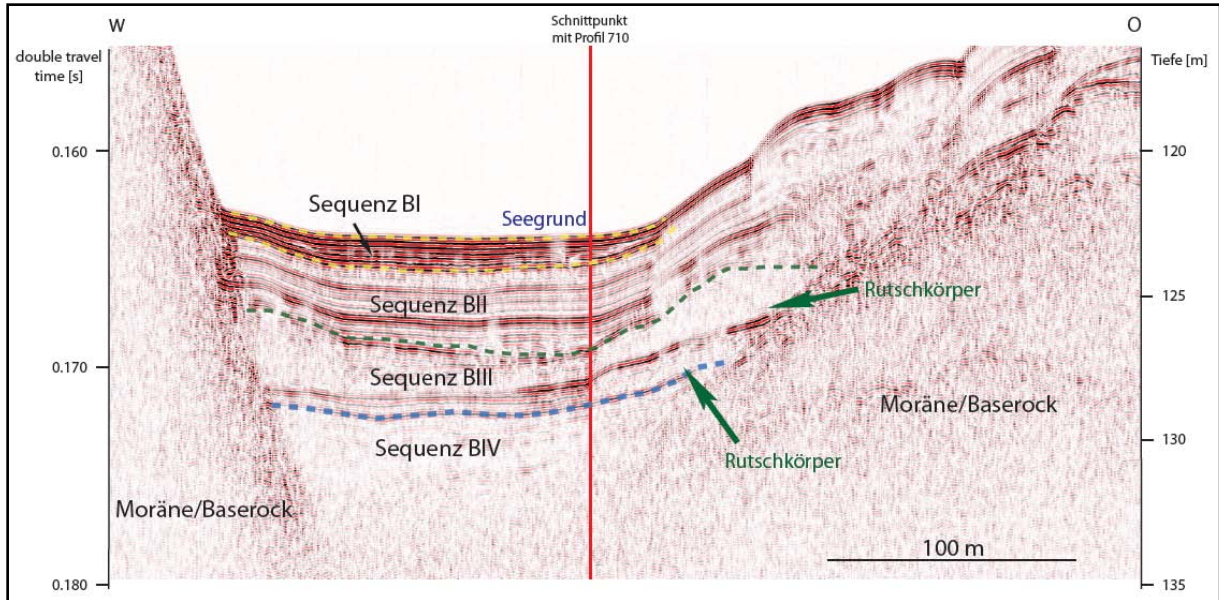 W
Schnittpunkt
mit Profil 710
O
double travel
time [s]
Tiefe [m]
0.160
120
Sequenz BI
Seegrund
Sequenz BII
Rutschkörper
125
0.170
Sequenz BIII
Moräne/Baserock
Sequenz BIV
Rutschkörper
130
Moräne/Baserock
100 m
0.180
135